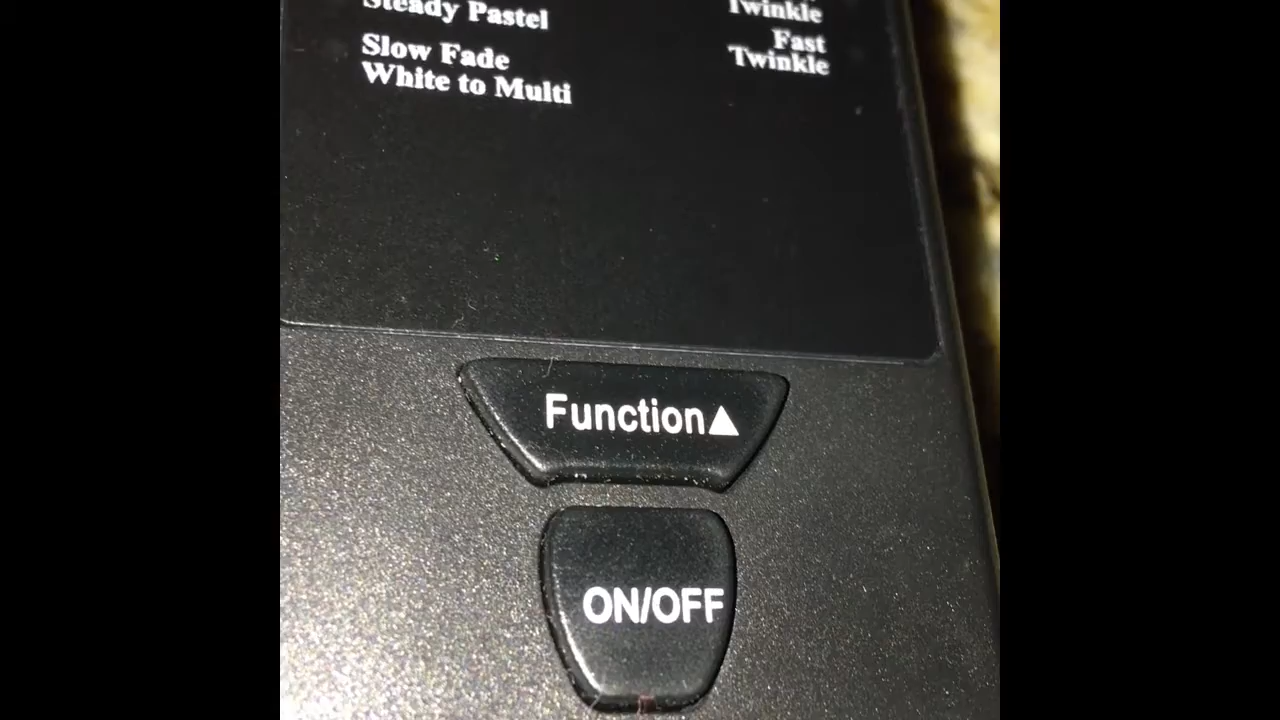 Steady Pastel
Slow Fade
White to Multi
Twinkle
Fast
Twinkle
Function▲
ON/OFF